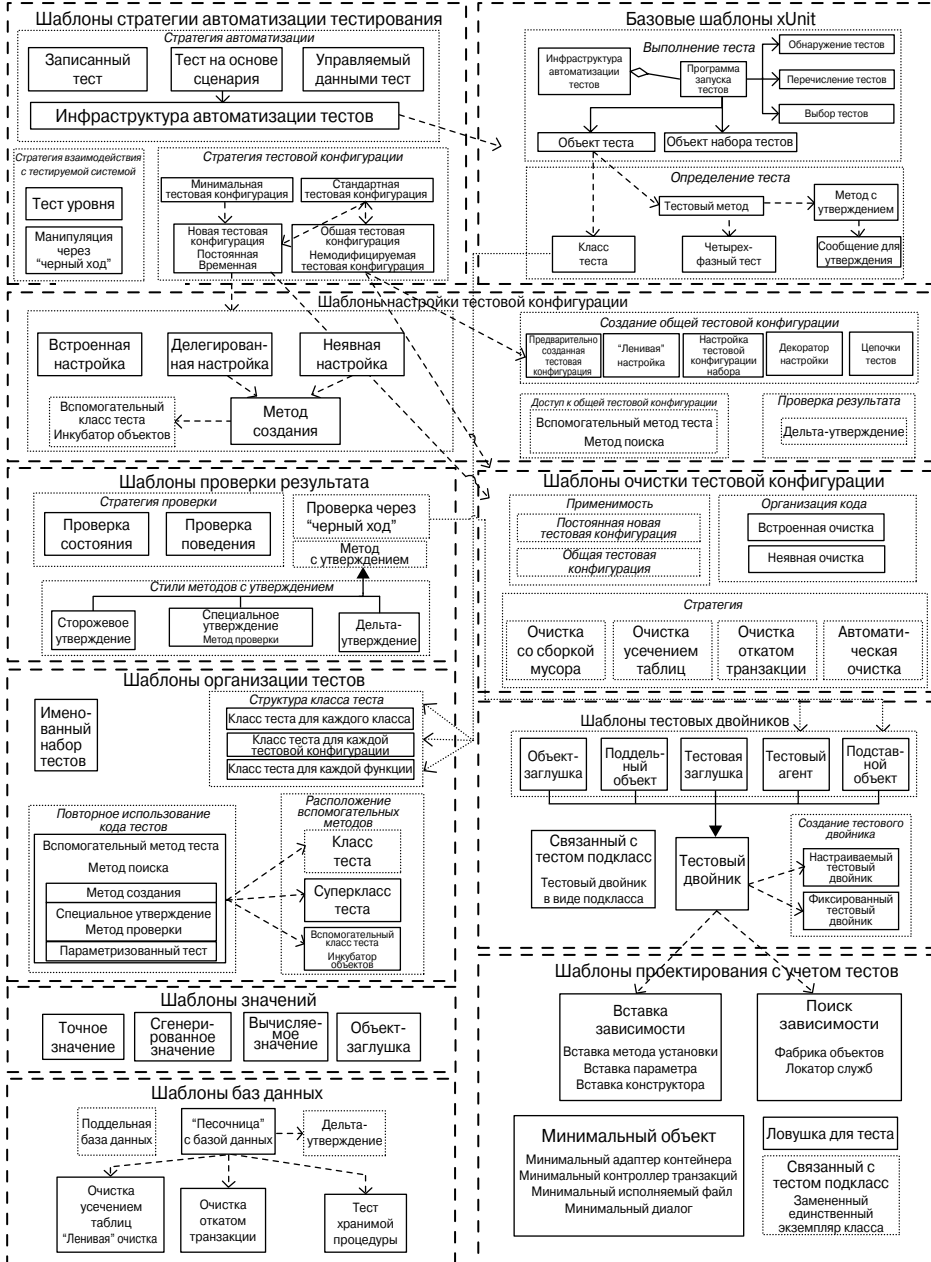 Шаблоны стратегии автоматизации тестирования
Стратегия автоматизации
Записанный
тест
Тест на основе
сценария
Управляемый
данными тест
Инфраструктура автоматизации тестов
Стратегия взаимодействия
с тестируемой системой
Тест уровня
Манипуляция
через
“черный ход”
Стратегия тестовой конфигурации
Минимальная
тестовая конфигурация
Стандартная
тестовая конфигурация
Новая тестовая
конфигурация
Постоянная
Временная
Общая тестовая
конфигурация
Немодифицируемая
тестовая конфигурация
Базовые шаблоны xUnit
Выполнение теста
Инфраструктура
автоматизации
тестов
Программа
запуска
тестов
Обнаружение тестов
Перечисление тестов
Выбор тестов
Объект теста
Объект набора тестов
Определение теста
Тестовый метод
Метод с
утверждением
Класс
теста
Четырех-
фазный тест
Сообщение для
утверждения
Шаблоны настройки тестовой конфигурации
Встроенная
настройка
Делегирован-
ная настройка
Неявная
настройка
Вспомогательный
класс теста
Инкубатор объектов
Метод
создания
Создание общей тестовой конфигурации
Предварительно
созданная
тестовая
конфигурация
“Ленивая”
настройка
Настройка
тестовой
конфигурации
набора
Декоратор
настройки
Цепочки
тестов
Доступ к общей тестовой конфигурации
Вспомогательный метод теста
Метод поиска
Проверка результата
Дельта-утверждение
Шаблоны проверки результата
Стратегия проверки
Проверка
состояния
Проверка
поведения
Проверка через
“черный ход”
Метод
с утверждением
Стили методов с утверждением
Сторожевое
утверждение
Специальное
утверждение
Метод проверки
Дельта-
утверждение
Шаблоны очистки тестовой конфигурации
Применимость
Постоянная новая
тестовая конфигурация
Общая тестовая
конфигурация
Организация кода
Встроенная очистка
Неявная очистка
Стратегия
Очистка
со сборкой
мусора
Очистка
усечением
таблиц
Очистка
откатом
транзакции
Автомати-
ческая
очистка
Шаблоны организации тестов
Имено-
ванный
набор
тестов
Структура класса теста
Класс теста для каждого класса
Класс теста для каждой
тестовой конфигурации
Класс теста для каждой функции
Повторное использование
кода тестов
Вспомогательный метод теста
Метод поиска
Метод создания
Специальное утверждение
Метод проверки
Параметризованный тест
Расположение
вспомогательных
методов
Класс
теста
Суперкласс
теста
Вспомогательный
класс теста
Инкубатор
объектов
Шаблоны тестовых двойников
Объект-
заглушка
Поддель-
ный
объект
Тестовая
заглушка
Тестовый
агент
Подстав-
ной
объект
Связанный с
тестом подкласс
Тестовый двойник
в виде подкласса
Тестовый
двойник
Создание тестового
двойника
Настраиваемый
тестовый
двойник
Фиксированный
тестовый
двойник
Шаблоны значений
Точное
значение
Сгенери-
рованное
значение
Вычисляе-
мое
значение
Объект-
заглушка
Шаблоны баз данных
Поддельная
база данных
“Песочница”
с базой данных
Дельта-
утверждение
Очистка
усечением
таблиц
“Ленивая” очистка
Очистка
откатом
транзакции
Тест
хранимой
процедуры
Шаблоны проектирования с учетом тестов
Вставка
зависимости
Вставка метода установки
Вставка параметра
Вставка конструктора
Поиск
зависимости
Фабрика объектов
Локатор служб
Минимальный объект
Минимальный адаптер контейнера
Минимальный контроллер транзакций
Минимальный исполняемый файл
Минимальный диалог
Ловушка для теста
Связанный с
тестом подкласс
Замененный
единственный
экземпляр класса